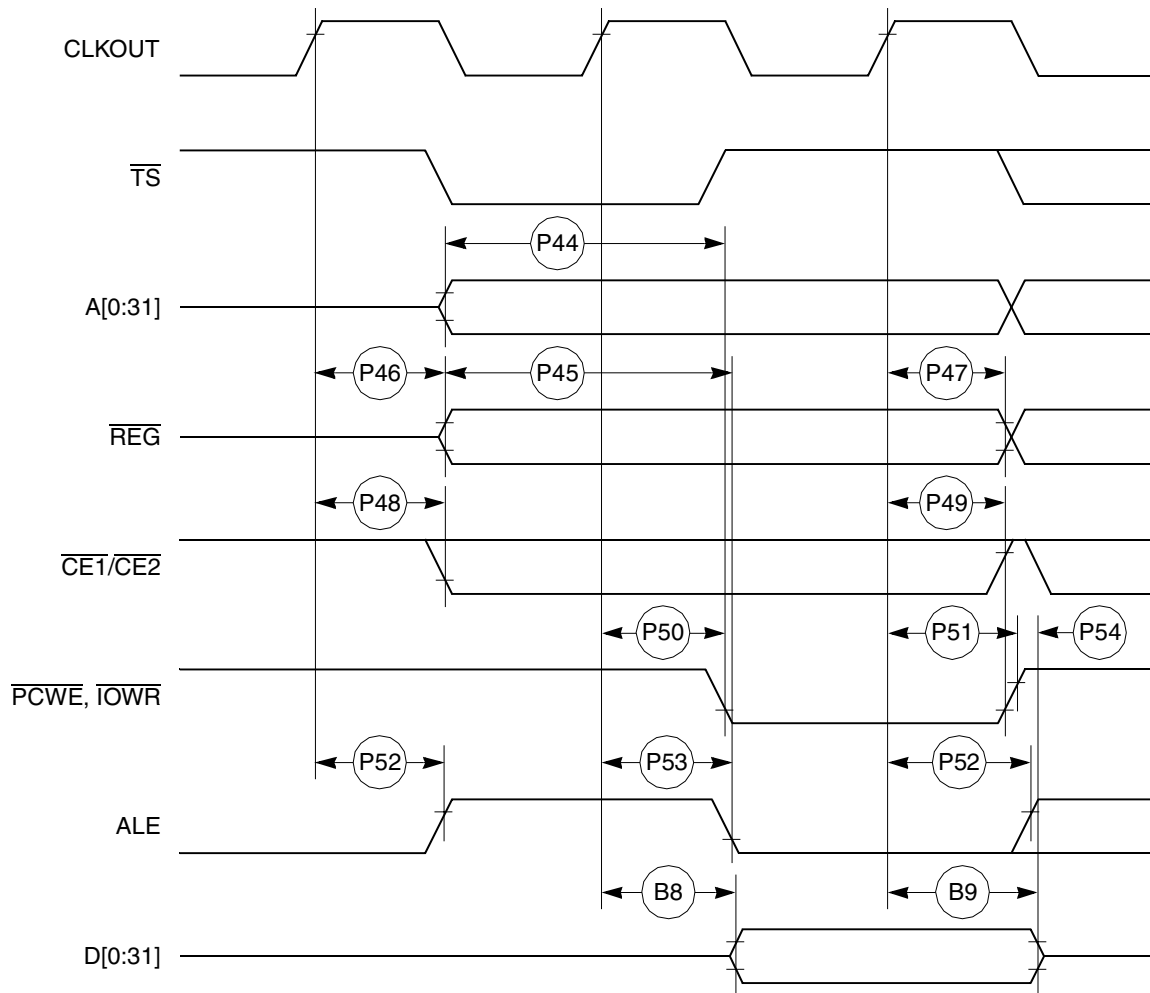 CLKOUT
TS
P44
A[0:31]
P46 P45 P47
REG
P48 P49
CE1/CE2
P50 P51 P54
PCWE, IOWR
P52 P53 P52
ALE
B8 B9
D[0:31]